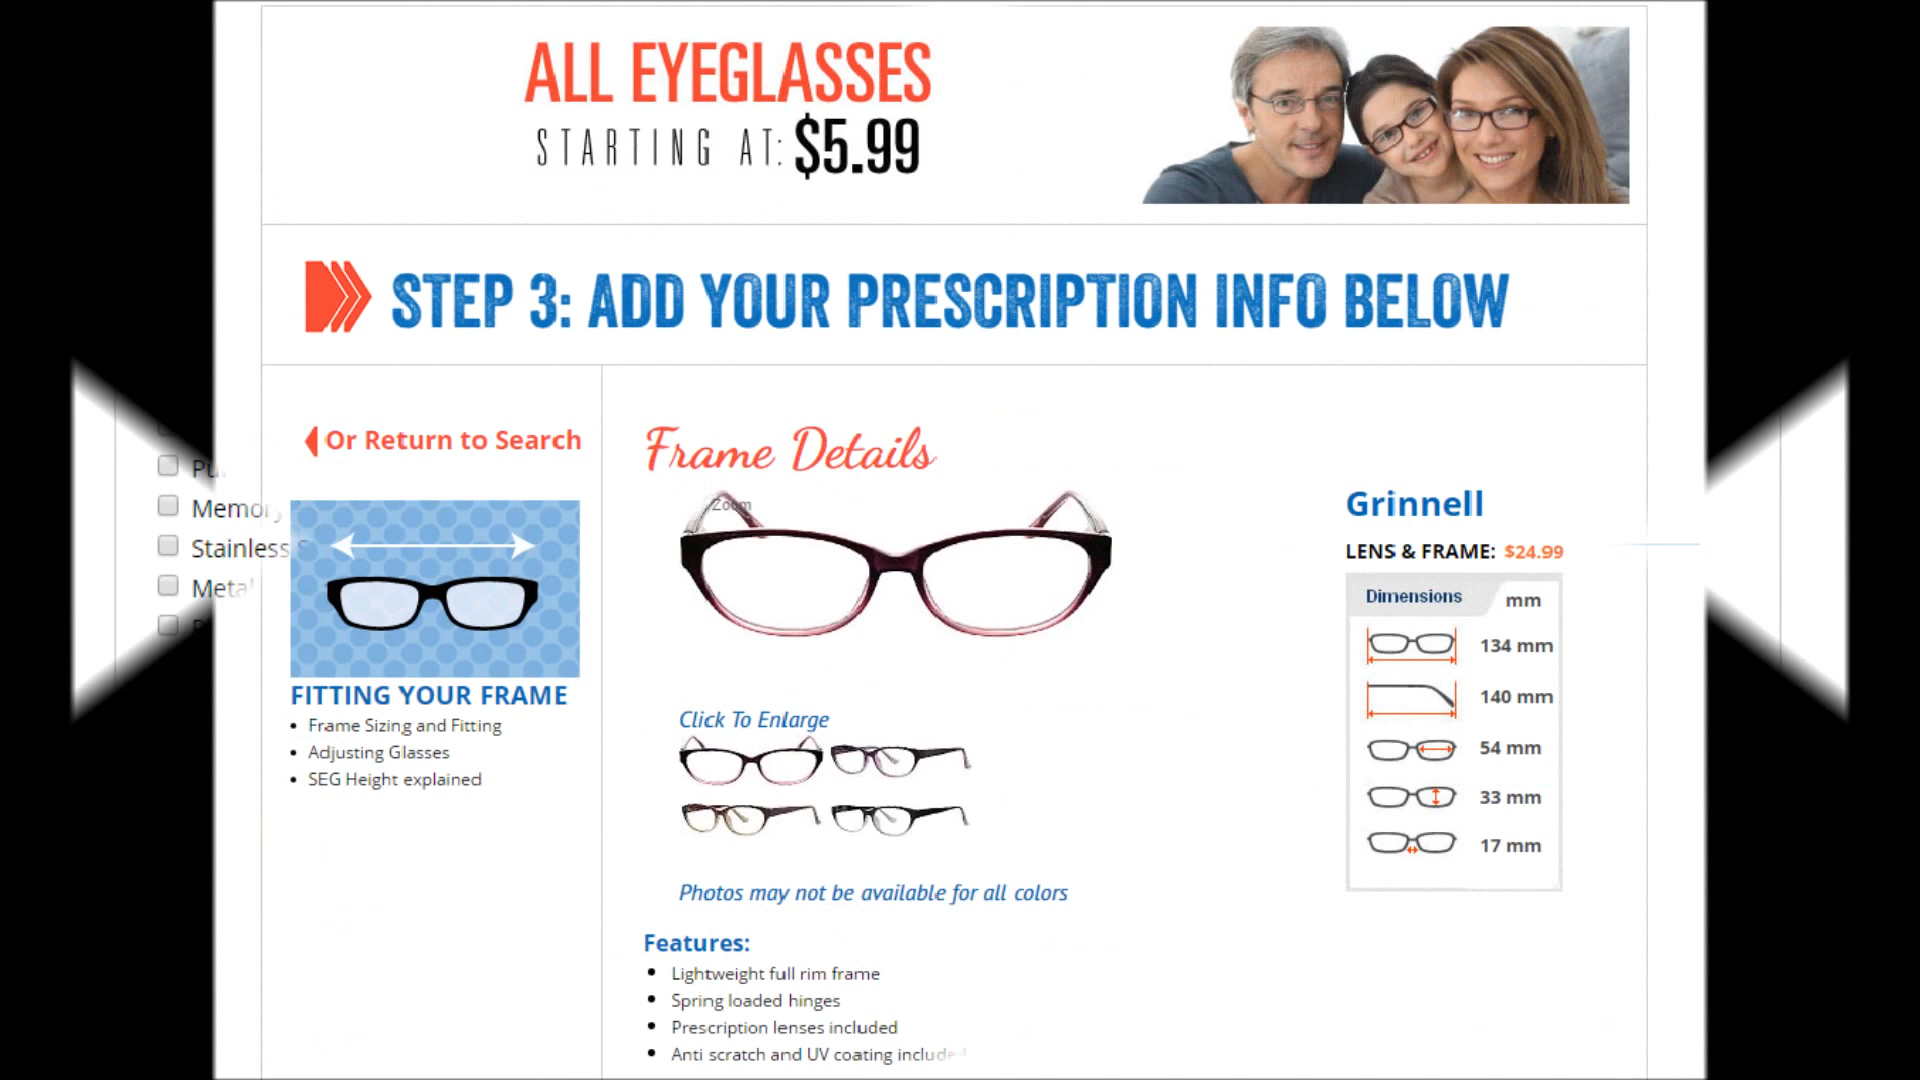 ALL EYEGLASSES
STARTING AT: $5.99
STEP 3: ADD YOUR PRESCRIPTION INFO BELOW
Or Return to Search
Memory
Stainless
Metal
FITTING YOUR FRAME
Frame Sizing and Fitting
Adjusting Glasses
SEG Height explained
Frame Details
Zoom
Click To Enlarge
Photos may not be available for all colors
Features:
Lightweight full rim frame
Spring loaded hinges
Prescription lenses included
Anti scratch and UV coating included
Grinnell
LENS & FRAME: $24.99
Dimensions mm
134 mm
140 mm
54 mm
33 mm
17 mm